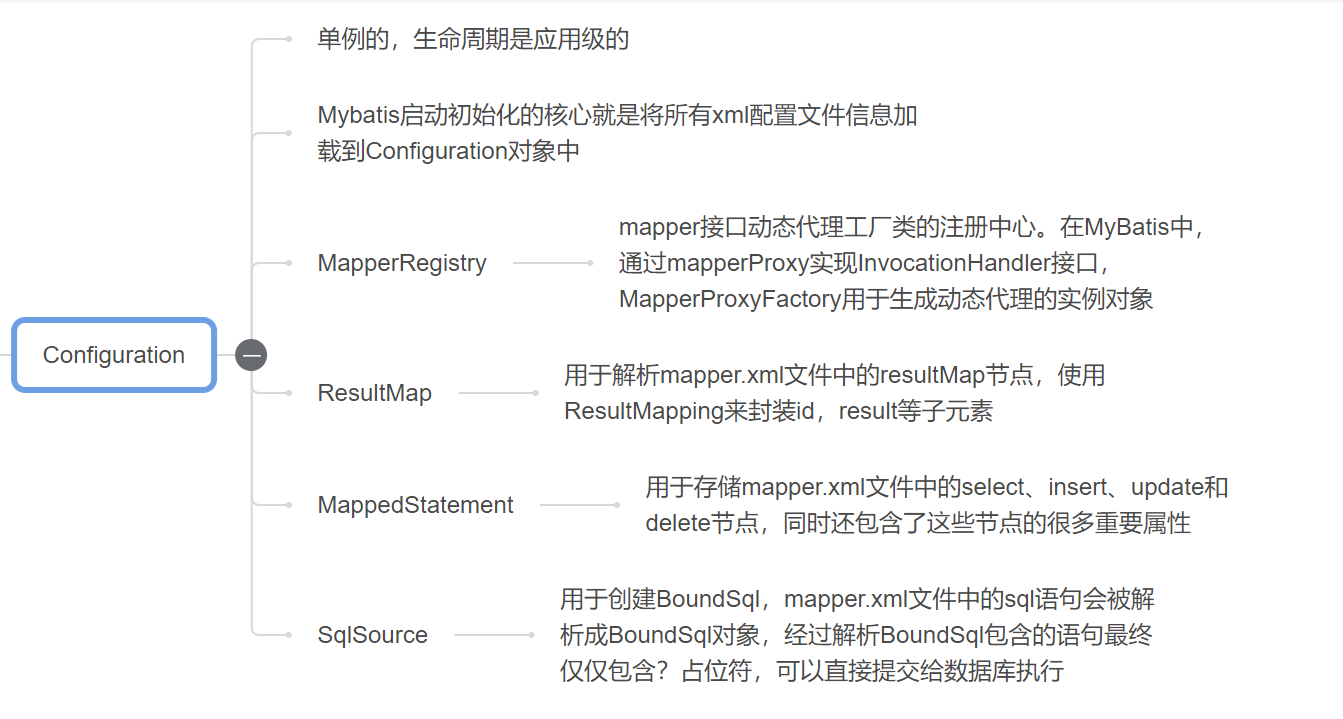 单例的，生命周期是应用级的
Mybatis启动初始化的核心就是将所有xml配置文件信息加
载到Configuration对象中
mapper接口动态代理工厂类的注册中心。在MyBatis中，
通过mapperProxy实现InvocationHandler接口，
MapperProxyFactory用于生成动态代理的实例对象
MapperRegistry
Configuration
用于解析mapper.xml文件中的resultMap节点，使用
ResultMapping来封装id，result等子元素
ResultMap
用于存储mapper.xml文件中的select、insert、update和
delete节点，同时还包含了这些节点的很多重要属性
MappedStatement
用于创建BoundSql，mapper.xml文件中的sql语句会被解
析成BoundSql对象，经过解析BoundSql包含的语句最终
仅仅包含？占位符，可以直接提交给数据库执行
SqlSource